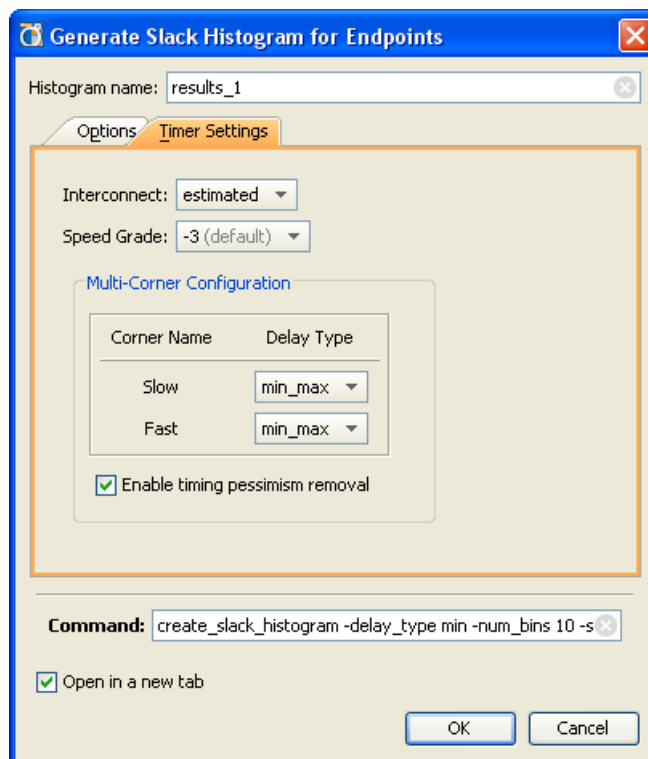 Generate Slack Histogram for Endpoints
Histogram name: results_1
Options Timer Settings
Interconnect: estimated
Speed Grade: -3 (default)
Multi-Corner Configuration
Corner Name Delay Type
Slow min_max
Fast min_max
Enable timing pessimism removal
Command: create_slack_histogram -delay_type min -num_bins 10 -s
Open in a new tab
OK Cancel